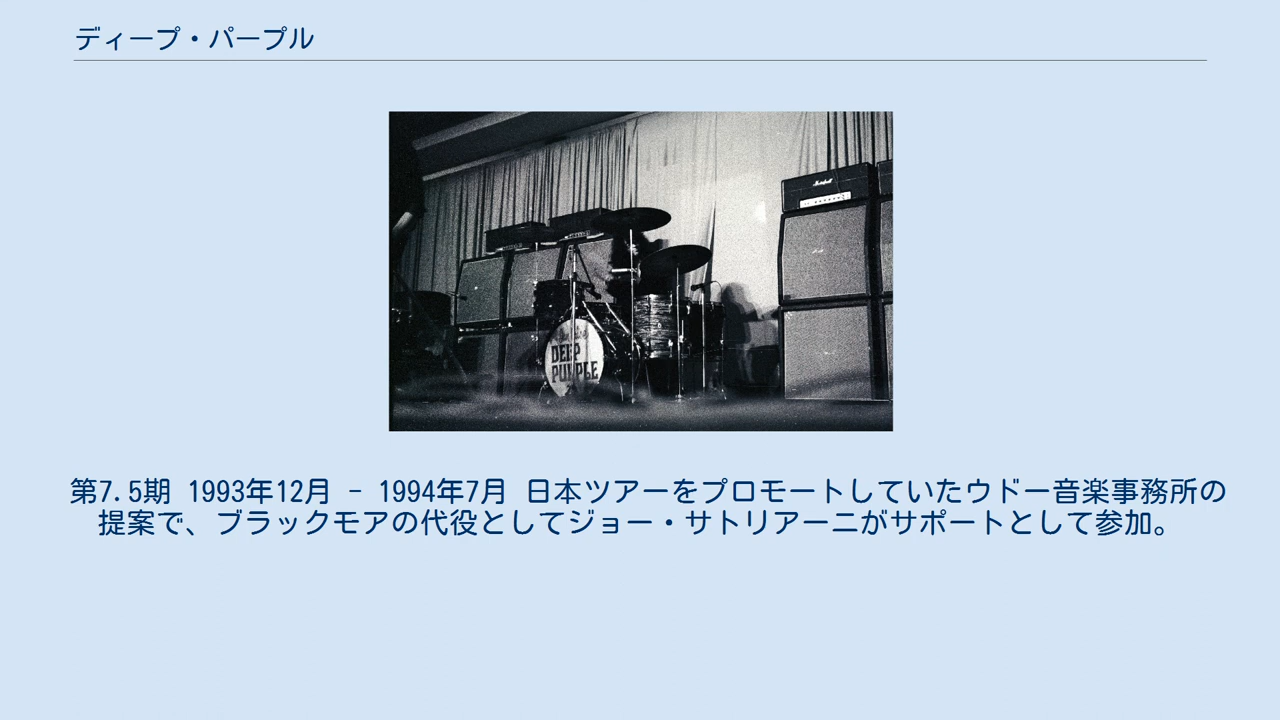 ディープ・パープル
Marshall
DEEP
PURPLE
第7.5期 1993年12月 - 1994年7月 日本ツアーをプロモートしていたウドー音楽事務所の
提案で、ブラックモアの代役としてジョー・サトリアーニがサポートとして参加。